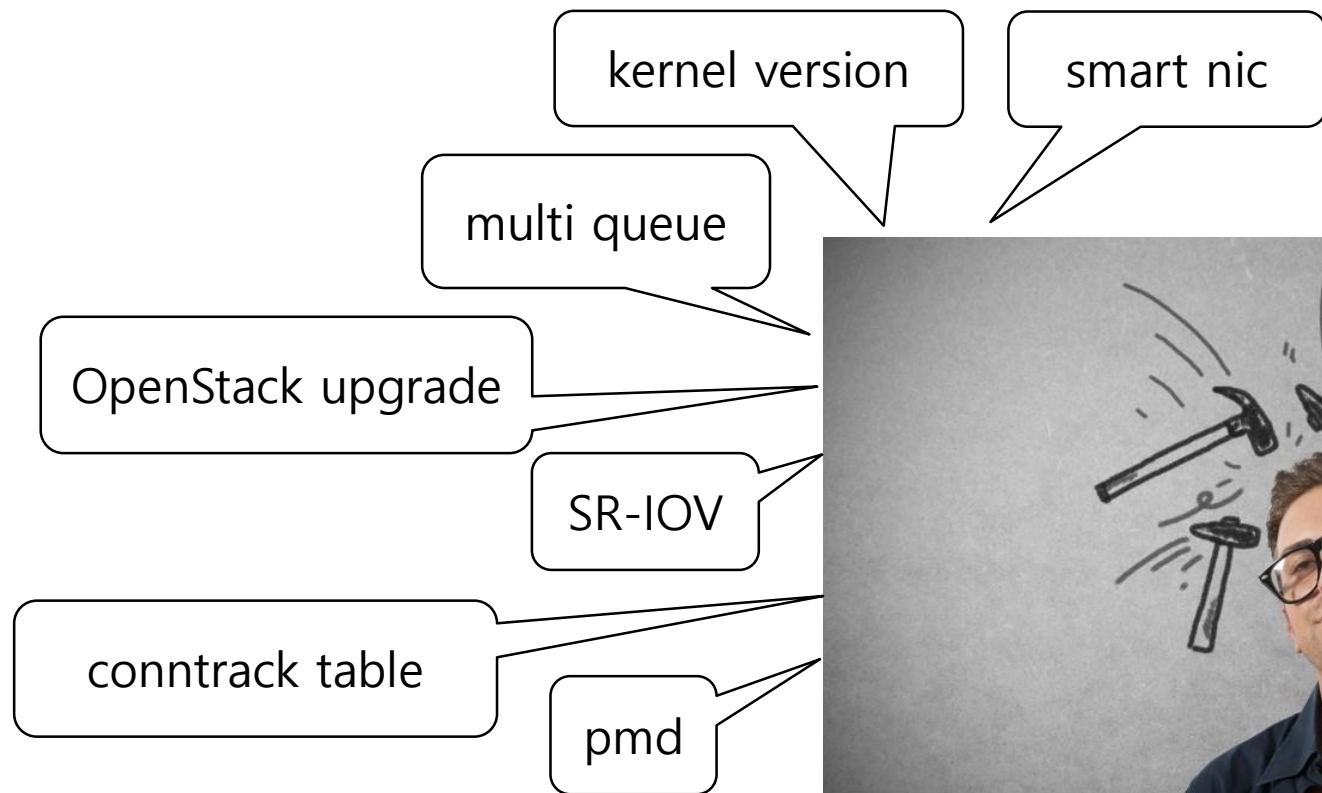 kernel version
smart nic
multi queue
OpenStack upgrade
SR-IOV
conntrack table
pmd